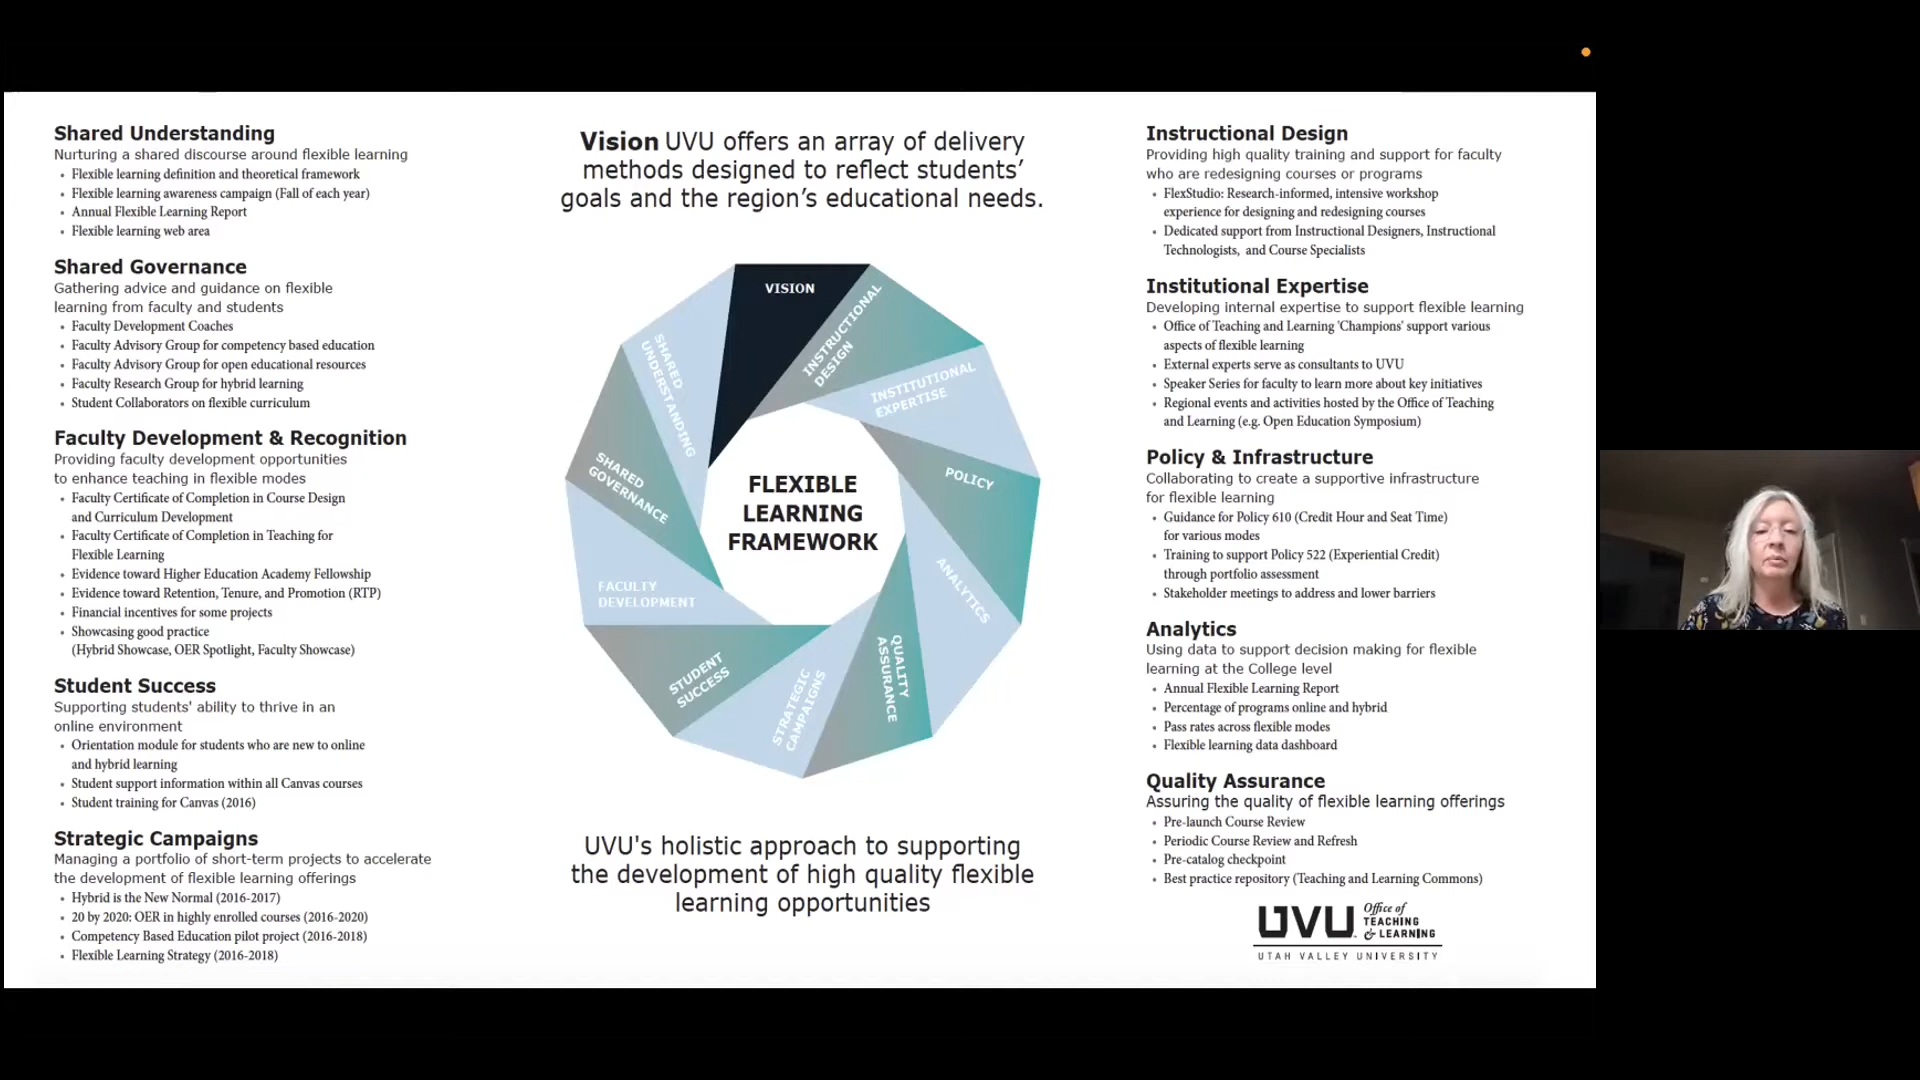 Shared Understanding
Nurturing a shared discourse around flexible learning
• Flexible learning definition and theoretical framework
• Flexible learning awareness campaign (Fall of each year)
• Annual Flexible Learning Report
• Flexible learning web area
Shared Governance
Gathering advice and guidance on flexible
learning from faculty and students
• Faculty Development Coaches
• Faculty Advisory Group for competency based education
• Faculty Advisory Group for open educational resources
• Faculty Research Group for hybrid learning
• Student Collaborators on flexible curriculum
Faculty Development & Recognition
Providing faculty development opportunities
to enhance teaching in flexible modes
• Faculty Certificate of Completion in Course Design
and Curriculum Development
• Faculty Certificate of Completion in Teaching for
Flexible Learning
• Evidence toward Higher Education Academy Fellowship
• Evidence toward Retention, Tenure, and Promotion (RTP)
• Financial incentives for some projects
• Showcasing good practice
(Hybrid Showcase, OER Spotlight, Faculty Showcase)
Student Success
Supporting students' ability to thrive in an
online environment
• Orientation module for students who are new to online
and hybrid learning
• Student support information within all Canvas courses
• Student training for Canvas (2016)
Strategic Campaigns
Managing a portfolio of short-term projects to accelerate
the development of flexible learning offerings
• Hybrid is the New Normal (2016-2017)
• 20 by 2020: OER in highly enrolled courses (2016-2020)
• Competency Based Education pilot project (2016-2018)
• Flexible Learning Strategy (2016-2018)
Vision UVU offers an array of delivery
methods designed to reflect students’
goals and the region’s educational needs.
VISION
INSTRUCTIONAL
DESIGN
INSTITUTIONAL
EXPERTISE
POLICY
ANALYTICS
QUALITY
ASSURANCE
STRATEGIC
CAMPAIGNS
STUDENT
SUCCESS
FACULTY
DEVELOPMENT
SHARED
GOVERNANCE
SHARED
UNDERSTANDING
FLEXIBLE
LEARNING
FRAMEWORK
UVU's holistic approach to supporting
the development of high quality flexible
learning opportunities
Instructional Design
Providing high quality training and support for faculty
who are redesigning courses or programs
• FlexStudio: Research-informed, intensive workshop
experience for designing and redesigning courses
• Dedicated support from Instructional Designers, Instructional
Technologists, and Course Specialists
Institutional Expertise
Developing internal expertise to support flexible learning
• Office of Teaching and Learning 'Champions' support various
aspects of flexible learning
• External experts serve as consultants to UVU
• Speaker Series for faculty to learn more about key initiatives
• Regional events and activities hosted by the Office of Teaching
and Learning (e.g. Open Education Symposium)
Policy & Infrastructure
Collaborating to create a supportive infrastructure
for flexible learning
• Guidance for Policy 610 (Credit Hour and Seat Time)
for various modes
• Training to support Policy 522 (Experiential Credit)
through portfolio assessment
• Stakeholder meetings to address and lower barriers
Analytics
Using data to support decision making for flexible
learning at the College level
• Annual Flexible Learning Report
• Percentage of programs online and hybrid
• Pass rates across flexible modes
• Flexible learning data dashboard
Quality Assurance
Assuring the quality of flexible learning offerings
• Pre-launch Course Review
• Periodic Course Review and Refresh
• Pre-catalog checkpoint
• Best practice repository (Teaching and Learning Commons)
UVU
Office of
TEACHING
& LEARNING
UTAH VALLEY UNIVERSITY